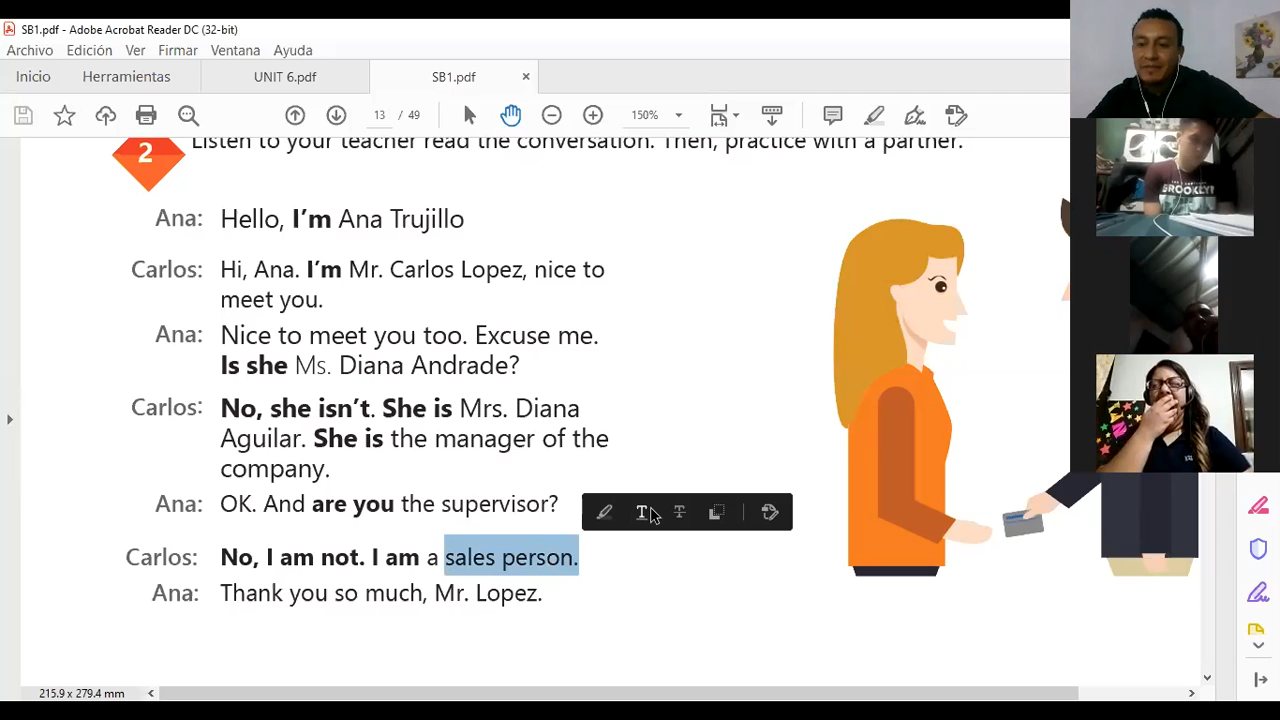 SB1.pdf - Adobe Acrobat Reader DC (32-bit)
Archivo Edición Ver Firmar Ventana Ayuda
Inicio Herramientas UNIT 6.pdf SB1.pdf ×
13 / 49 150%
2 Listen to your teacher read the conversation. Then, practice with a partner.
Ana: Hello, I'm Ana Trujillo
Carlos: Hi, Ana. I'm Mr. Carlos Lopez, nice to
meet you.
Ana: Nice to meet you too. Excuse me.
Is she Ms. Diana Andrade?
Carlos: No, she isn't. She is Mrs. Diana
Aguilar. She is the manager of the
company.
Ana: OK. And are you the supervisor?
Carlos: No, I am not. I am a sales person.
Ana: Thank you so much, Mr. Lopez.
215.9 x 279.4 mm
BROOKLYN